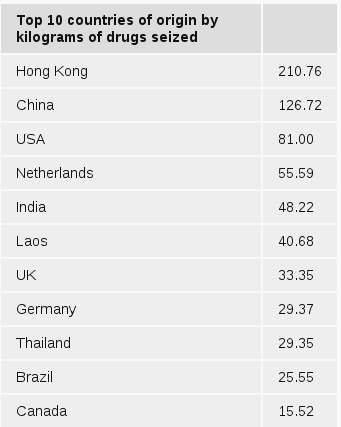 Top 10 countries of origin by
kilograms of drugs seized
Hong Kong 210.76
China 126.72
USA 81.00
Netherlands 55.59
India 48.22
Laos 40.68
UK 33.35
Germany 29.37
Thailand 29.35
Brazil 25.55
Canada 15.52